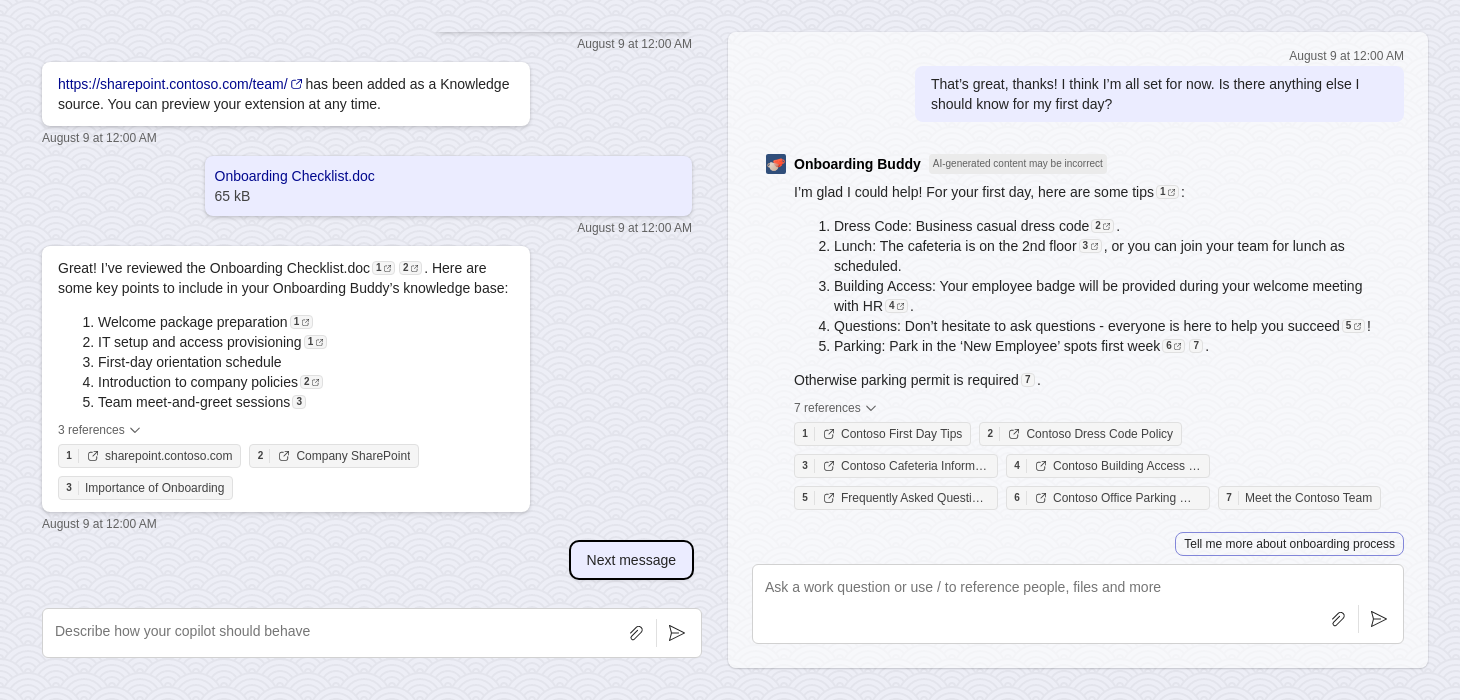 August 9 at 12:00 AM
https://sharepoint.contoso.com/team/ has been added as a Knowledge
source. You can preview your extension at any time.
August 9 at 12:00 AM
Onboarding Checklist.doc
65 kB
August 9 at 12:00 AM
Great! I’ve reviewed the Onboarding Checklist.doc 1 2 . Here are
some key points to include in your Onboarding Buddy’s knowledge base:
1. Welcome package preparation 1
2. IT setup and access provisioning 1
3. First-day orientation schedule
4. Introduction to company policies 2
5. Team meet-and-greet sessions 3
3 references
1 sharepoint.contoso.com 2 Company SharePoint
3 Importance of Onboarding
August 9 at 12:00 AM
Next message
Describe how your copilot should behave
August 9 at 12:00 AM
That’s great, thanks! I think I’m all set for now. Is there anything else I
should know for my first day?
Onboarding Buddy AI-generated content may be incorrect
I’m glad I could help! For your first day, here are some tips 1 :
1. Dress Code: Business casual dress code 2 .
2. Lunch: The cafeteria is on the 2nd floor 3 , or you can join your team for lunch as
scheduled.
3. Building Access: Your employee badge will be provided during your welcome meeting
with HR 4 .
4. Questions: Don’t hesitate to ask questions - everyone is here to help you succeed 5 !
5. Parking: Park in the ‘New Employee’ spots first week 6 7 .
Otherwise parking permit is required 7 .
7 references
1 Contoso First Day Tips 2 Contoso Dress Code Policy
3 Contoso Cafeteria Inform… 4 Contoso Building Access …
5 Frequently Asked Questi… 6 Contoso Office Parking … 7 Meet the Contoso Team
Tell me more about onboarding process
Ask a work question or use / to reference people, files and more